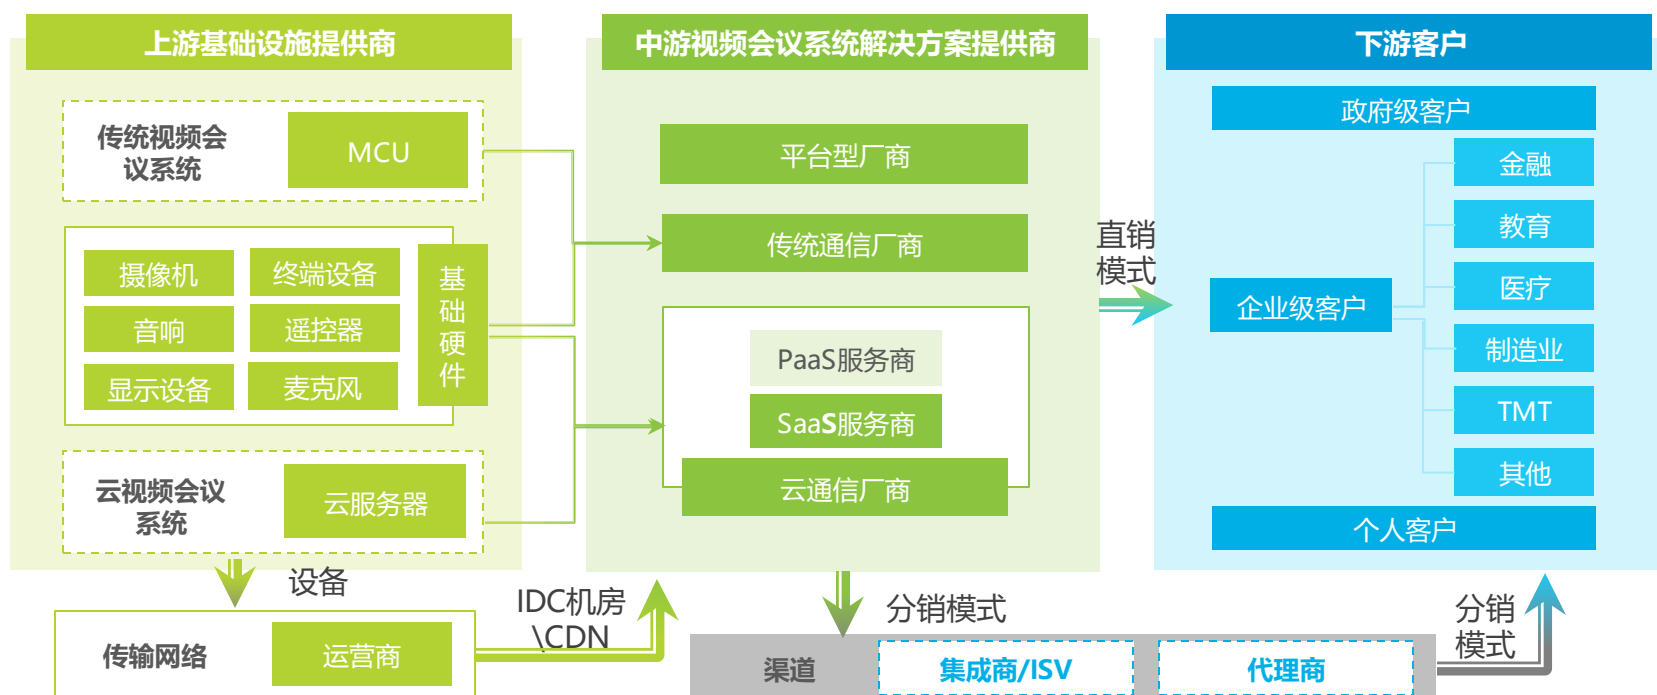 上游基础设施提供商
传统视频会
议系统
MCU
摄像机
终端设备
音响
遥控器
显示设备
麦克风
基
础
硬
件
云视频会议
系统
云服务器
设备
传输网络
运营商
IDC机房
\CDN
中游视频会议系统解决方案提供商
平台型厂商
传统通信厂商
PaaS服务商
SaaS服务商
云通信厂商
分销模式
渠道
集成商/ISV
代理商
直销
模式
分销
模式
下游客户
政府级客户
企业级客户
金融
教育
医疗
制造业
TMT
其他
个人客户